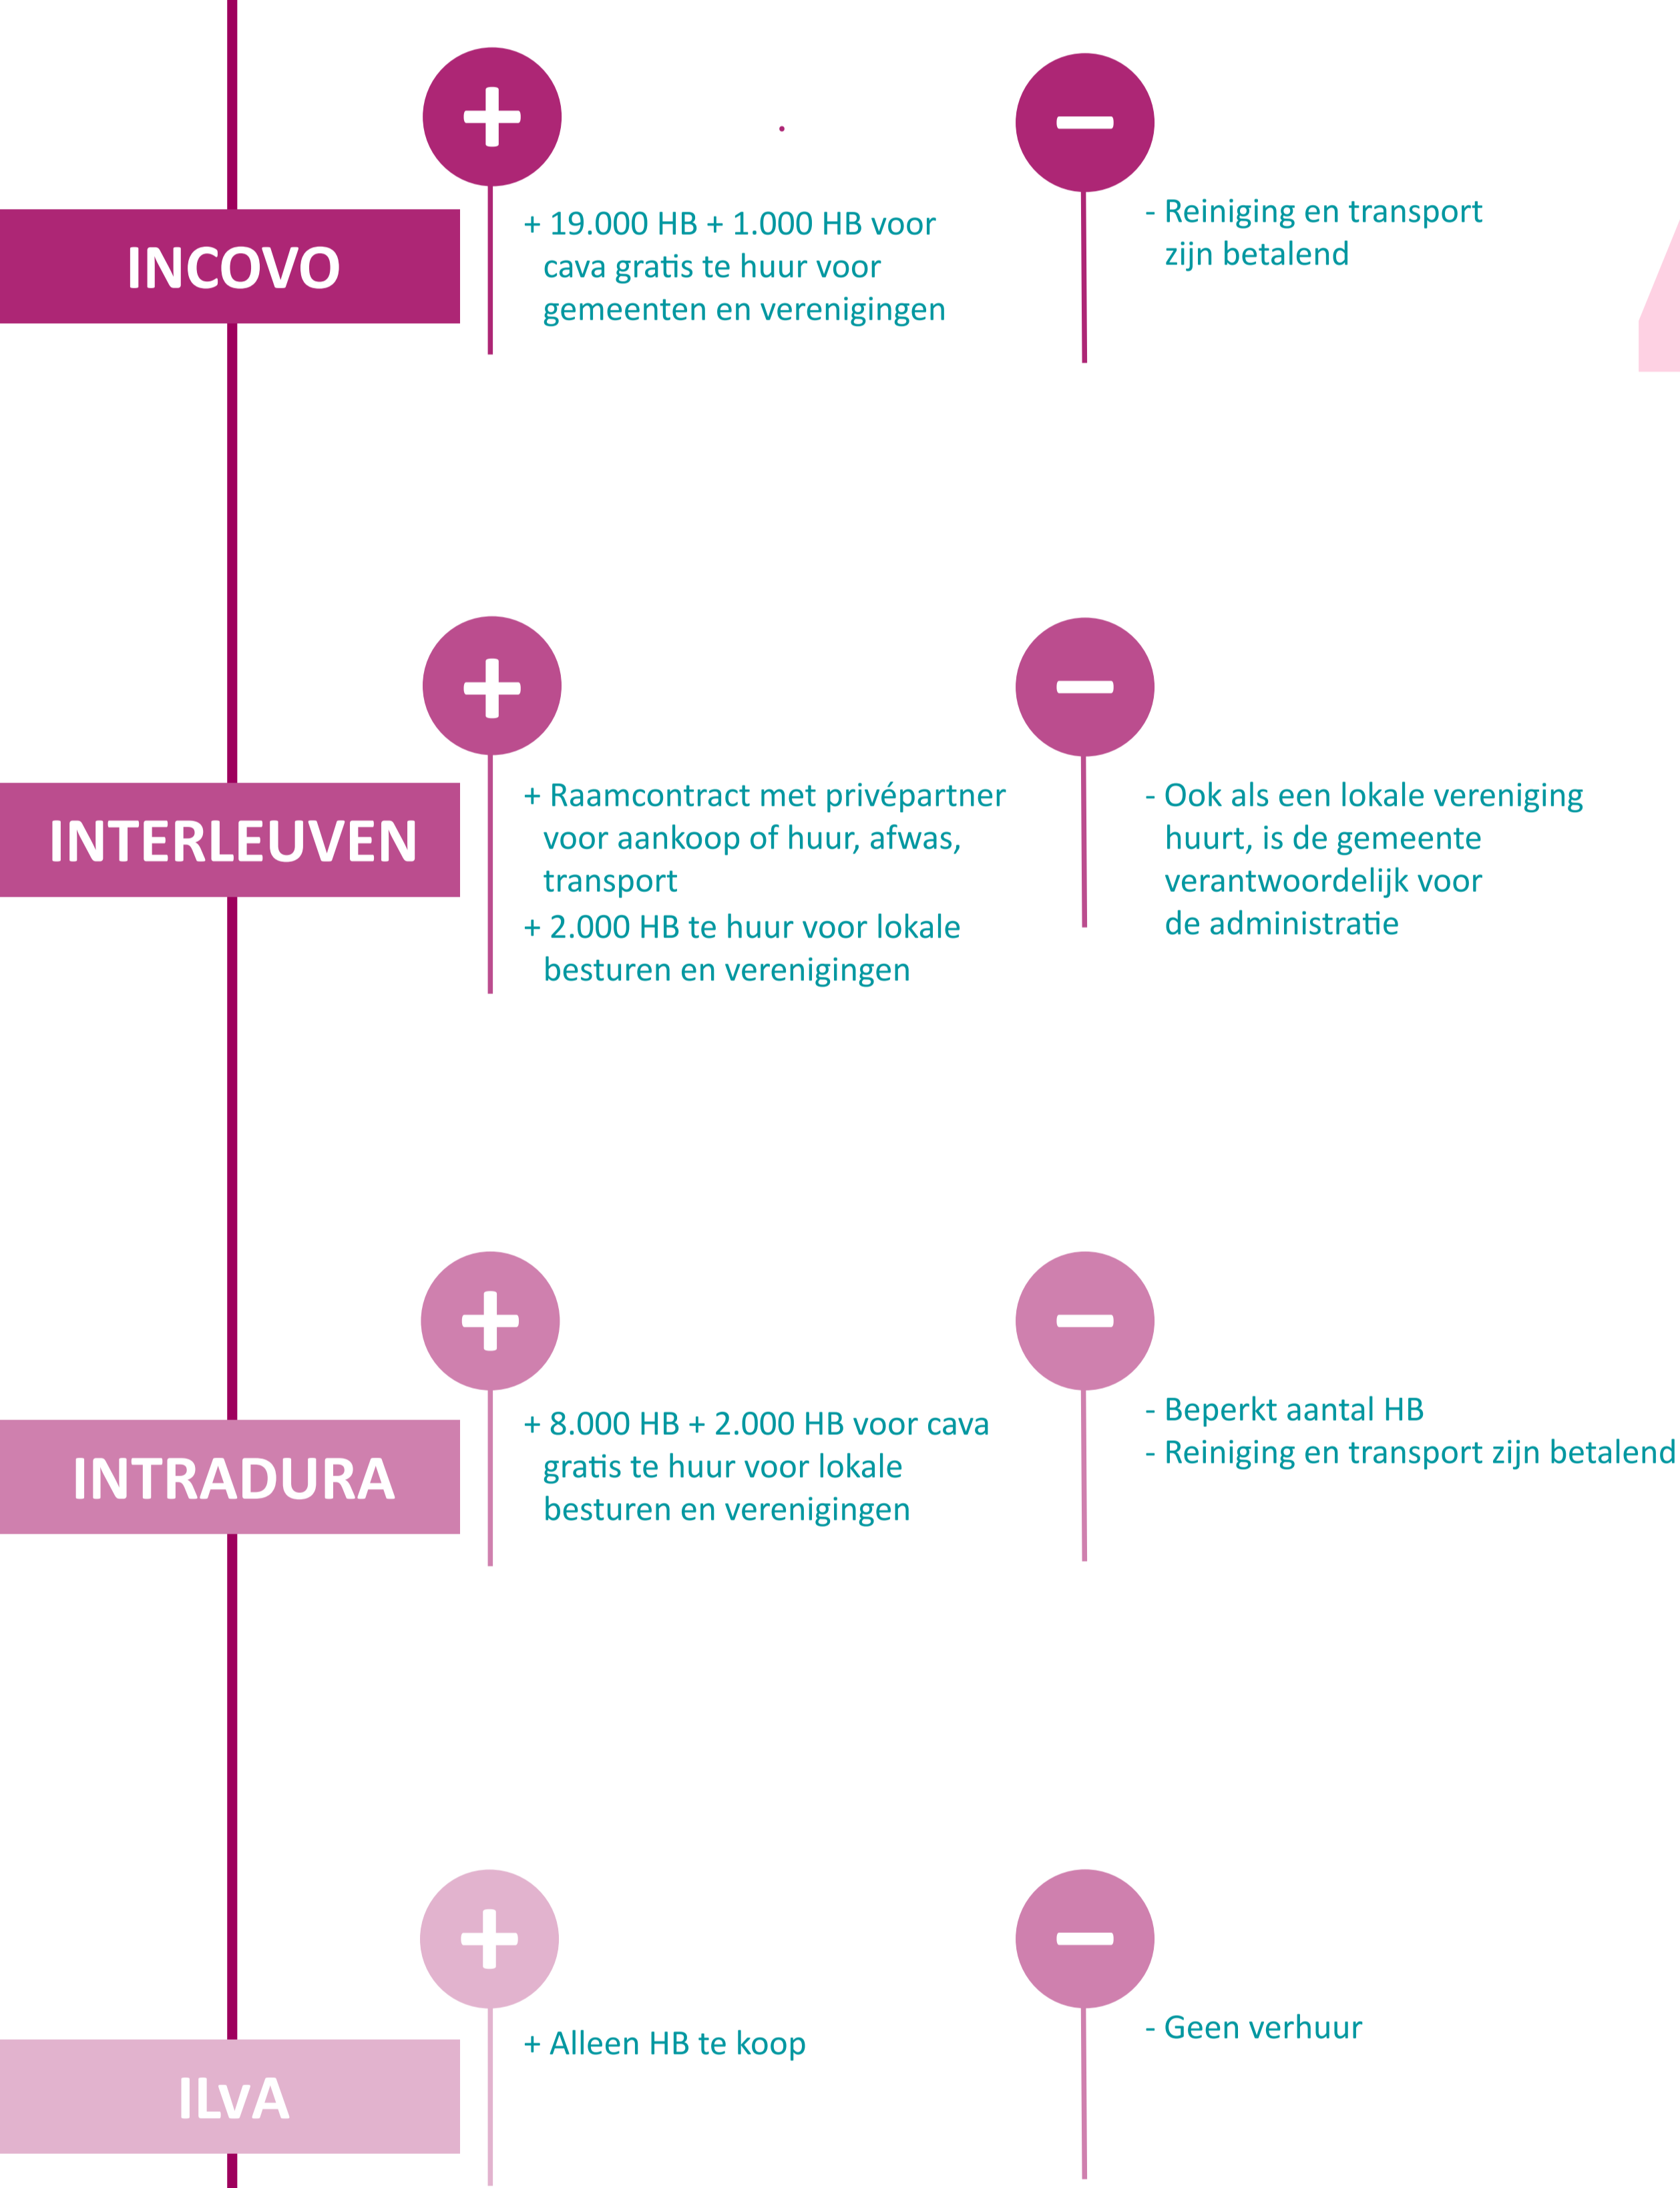 INCOVO
+ 19.000 HB + 1.000 HB voor
cava gratis te huur voor
gemeenten en verenigingen
- Reiniging en transport
zijn betalend
INTERLEUVEN
+ Raamcontract met privépartner
voor aankoop of huur, afwas,
transport
+ 2.000 HB te huur voor lokale
besturen en verenigingen
- Ook als een lokale vereniging
huurt, is de gemeente
verantwoordelijk voor
de administratie
INTRADURA
+ 8.000 HB + 2.000 HB voor cava
gratis te huur voor lokale
besturen en verenigingen
- Beperkt aantal HB
- Reiniging en transport zijn betalend
ILvA
+ Alleen HB te koop
- Geen verhuur